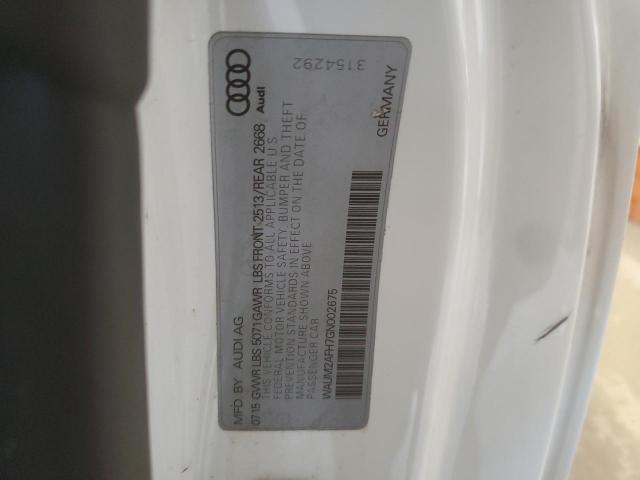 MFD BY AUDI AG
0715 GVWR LBS 5071 GAWR LBS FRONT 2513/REAR 2668
THIS VEHICLE CONFORMS TO ALL APPLICABLE U S
FEDERAL MOTOR VEHICLE SAFETY, BUMPER AND THEFT
PREVENTION STANDARDS IN EFFECT ON THE DATE OF
MANUFACTURE SHOWN ABOVE
PASSENGER CAR
WAUM2AFH7GN002675
Audi
3154292
GERMANY